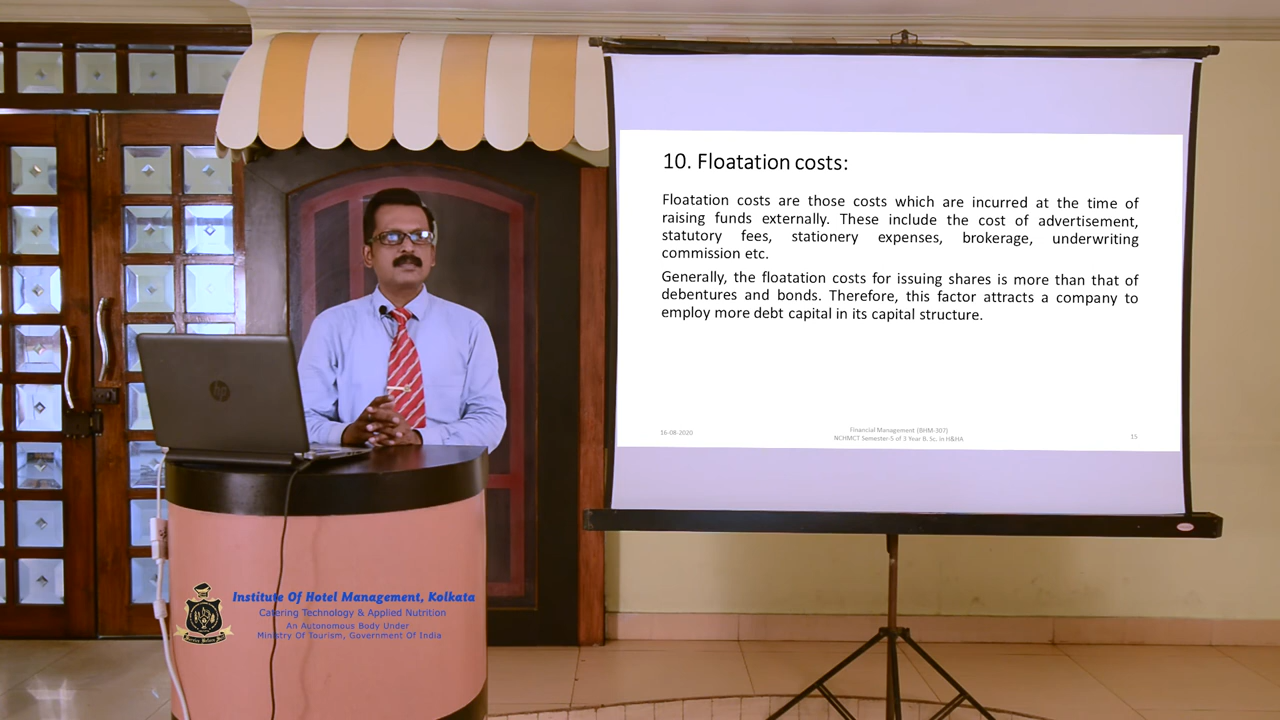 10. Floatation costs:
Floatation costs are those costs which are incurred at the time of
raising funds externally. These include the cost of advertisement,
statutory fees, stationery expenses, brokerage, underwriting
commission etc.
Generally, the floatation costs for issuing shares is more than that of
debentures and bonds. Therefore, this factor attracts a company to
employ more debt capital in its capital structure.
16-08-2020
Financial Management (BHM-307)
NCHMCT Semester-5 of 3 Year B. Sc. in H&HA
15
hp
Institute Of Hotel Management, Kolkata
Catering Technology & Applied Nutrition
An Autonomous Body Under
Ministry Of Tourism, Government Of India